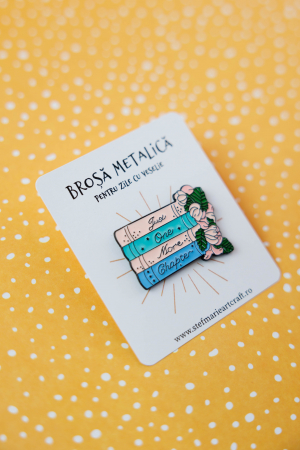 BROȘĂ METALICĂ
PENTRU ZILE CU VESELIE
Just
One
More
Chapter
www.stefmarieartcraft.ro